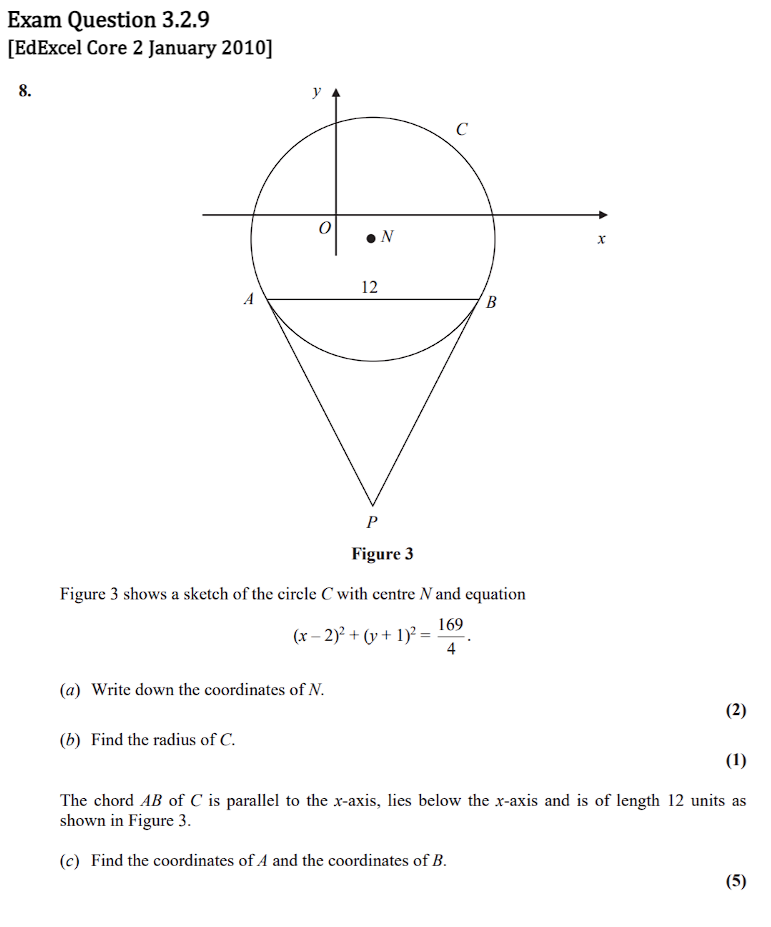 Exam Question 3.2.9
[EdExcel Core 2 January 2010]
8.
y
C
O
N
x
12
A
B
P
Figure 3
Figure 3 shows a sketch of the circle C with centre N and equation
(x – 2)² + (y + 1)² = 169/4 .
(a) Write down the coordinates of N.
(2)
(b) Find the radius of C.
(1)
The chord AB of C is parallel to the x-axis, lies below the x-axis and is of length 12 units as
shown in Figure 3.
(c) Find the coordinates of A and the coordinates of B.
(5)